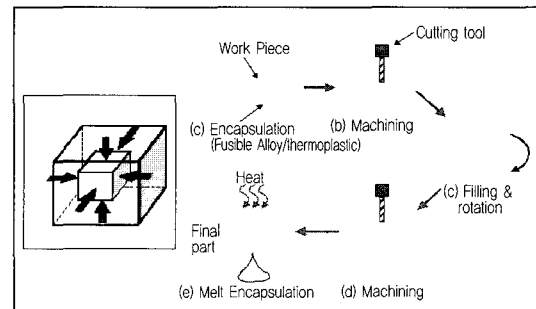 Work Piece
Cutting tool
(c) Encapsulation
(Fusible Alloy/thermoplastic)
(b) Machining
(c) Filling &
rotation
Heat
Final
part
(e) Melt Encapsulation
(d) Machining